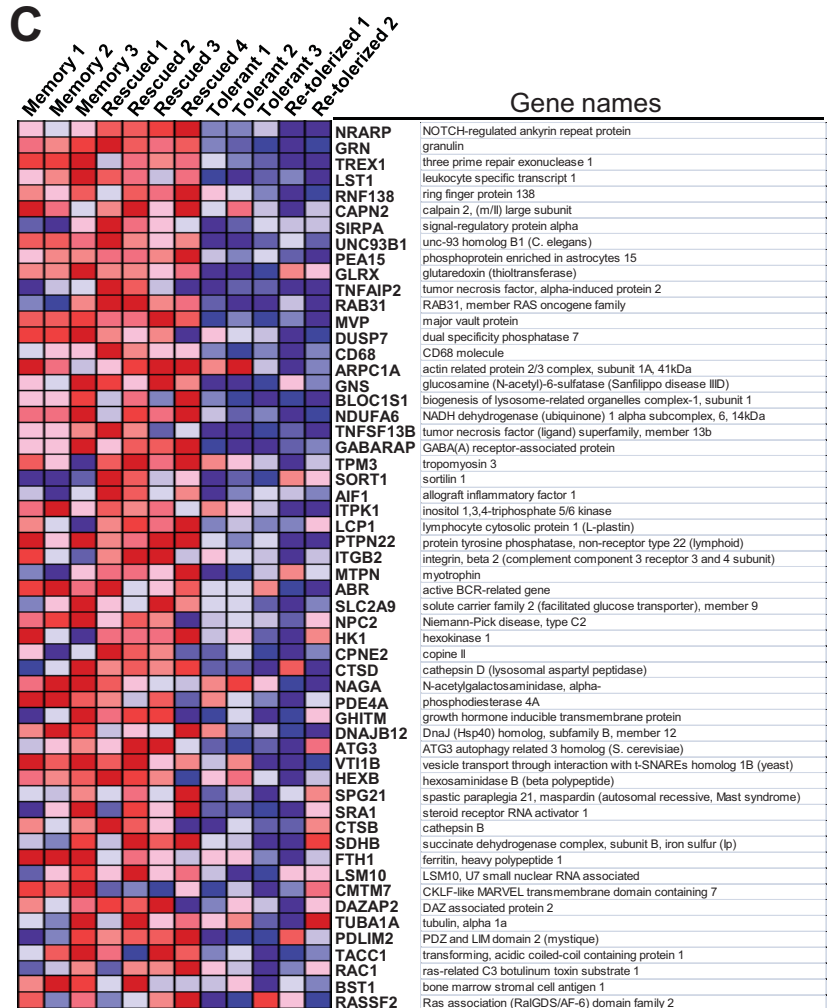 C
Memory 1
Memory 2
Memory 3
Rescued 1
Rescued 2
Rescued 3
Rescued 4
Tolerant 1
Tolerant 2
Tolerant 3
Re-tolerized 1
Re-tolerized 2
Gene names
NRARP NOTCH-regulated ankyrin repeat protein
GRN granulin
TREX1 three prime repair exonuclease 1
LST1 leukocyte specific transcript 1
RNF138 ring finger protein 138
CAPN2 calpain 2, (m/II) large subunit
SIRPA signal-regulatory protein alpha
UNC93B1 unc-93 homolog B1 (C. elegans)
PEA15 phosphoprotein enriched in astrocytes 15
GLRX glutaredoxin (thioltransferase)
TNFAIP2 tumor necrosis factor, alpha-induced protein 2
RAB31 RAB31, member RAS oncogene family
MVP major vault protein
DUSP7 dual specificity phosphatase 7
CD68 CD68 molecule
ARPC1A actin related protein 2/3 complex, subunit 1A, 41kDa
GNS glucosamine (N-acetyl)-6-sulfatase (Sanfilippo disease IIID)
BLOC1S1 biogenesis of lysosome-related organelles complex-1, subunit 1
NDUFA6 NADH dehydrogenase (ubiquinone) 1 alpha subcomplex, 6, 14kDa
TNFSF13B tumor necrosis factor (ligand) superfamily, member 13b
GABARAP GABA(A) receptor-associated protein
TPM3 tropomyosin 3
SORT1 sortilin 1
AIF1 allograft inflammatory factor 1
ITPK1 inositol 1,3,4-triphosphate 5/6 kinase
LCP1 lymphocyte cytosolic protein 1 (L-plastin)
PTPN22 protein tyrosine phosphatase, non-receptor type 22 (lymphoid)
ITGB2 integrin, beta 2 (complement component 3 receptor 3 and 4 subunit)
MTPN myotrophin
ABR active BCR-related gene
SLC2A9 solute carrier family 2 (facilitated glucose transporter), member 9
NPC2 Niemann-Pick disease, type C2
HK1 hexokinase 1
CPNE2 copine II
CTSD cathepsin D (lysosomal aspartyl peptidase)
NAGA N-acetylgalactosaminidase, alpha-
PDE4A phosphodiesterase 4A
GHITM growth hormone inducible transmembrane protein
DNAJB12 DnaJ (Hsp40) homolog, subfamily B, member 12
ATG3 ATG3 autophagy related 3 homolog (S. cerevisiae)
VTI1B vesicle transport through interaction with t-SNAREs homolog 1B (yeast)
HEXB hexosaminidase B (beta polypeptide)
SPG21 spastic paraplegia 21, maspardin (autosomal recessive, Mast syndrome)
SRA1 steroid receptor RNA activator 1
CTSB cathepsin B
SDHB succinate dehydrogenase complex, subunit B, iron sulfur (Ip)
FTH1 ferritin, heavy polypeptide 1
LSM10 LSM10, U7 small nuclear RNA associated
CMTM7 CKLF-like MARVEL transmembrane domain containing 7
DAZAP2 DAZ associated protein 2
TUBA1A tubulin, alpha 1a
PDLIM2 PDZ and LIM domain 2 (mystique)
TACC1 transforming, acidic coiled-coil containing protein 1
RAC1 ras-related C3 botulinum toxin substrate 1
BST1 bone marrow stromal cell antigen 1
RASSF2 Ras association (RalGDS/AF-6) domain family 2